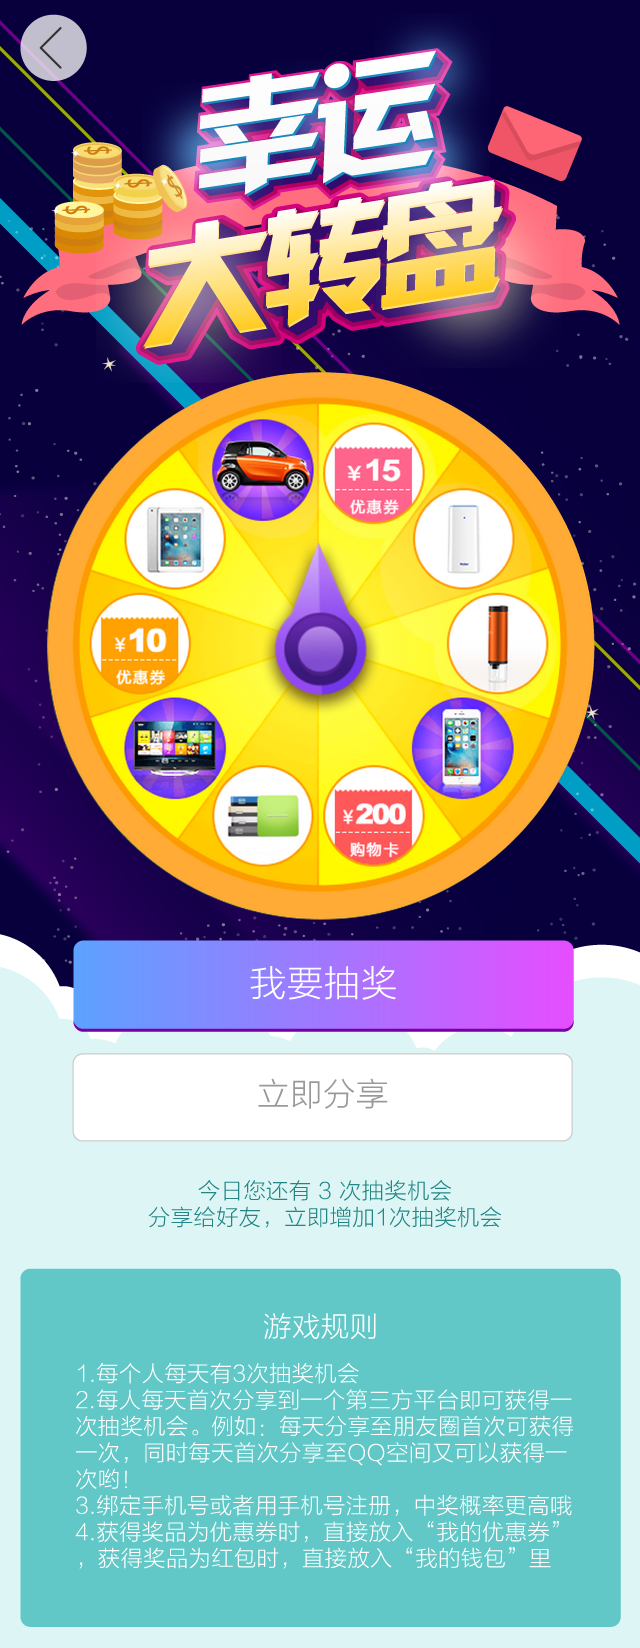 幸运
大转盘
¥15
优惠券
¥10
优惠券
¥200
购物卡
我要抽奖
立即分享
今日您还有 3 次抽奖机会
分享给好友，立即增加1次抽奖机会
游戏规则
1.每个人每天有3次抽奖机会
2.每人每天首次分享到一个第三方平台即可获得一
次抽奖机会。例如：每天分享至朋友圈首次可获得
一次，同时每天首次分享至QQ空间又可以获得一
次哟！
3.绑定手机号或者用手机号注册，中奖概率更高哦
4.获得奖品为优惠券时，直接放入“我的优惠券”
，获得奖品为红包时，直接放入“我的钱包”里